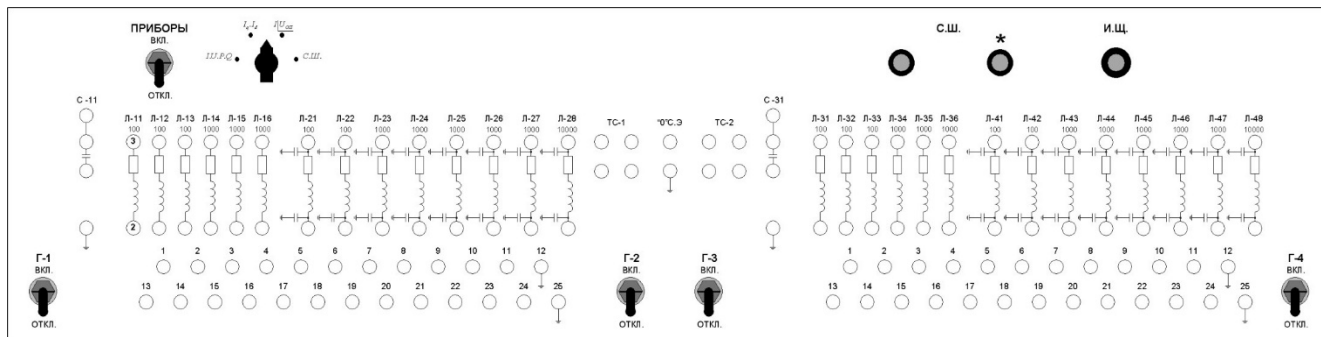 ПРИБОРЫ
ВКЛ.
ОТКЛ.
I.U.P.Q
С.Ш.
С.Ш.
*
И.Щ.
С -11
Л-11 Л-12 Л-13 Л-14 Л-15 Л-16 Л-21 Л-22 Л-23 Л-24 Л-25 Л-26 Л-27 Л-28
100 100 100 1000 1000 1000 100 100 100 1000 1000 1000 1000 10000
3
2
ТС-1 "0"С.Э ТС-2
С -31
Л-31 Л-32 Л-33 Л-34 Л-35 Л-36 Л-41 Л-42 Л-43 Л-44 Л-45 Л-46 Л-47 Л-48
100 100 100 1000 1000 1000 100 100 100 1000 1000 1000 1000 10000
Г-1
ВКЛ.
ОТКЛ.
1 2 3 4 5 6 7 8 9 10 11 12
13 14 15 16 17 18 19 20 21 22 23 24 25
Г-2
ВКЛ.
ОТКЛ.
Г-3
ВКЛ.
ОТКЛ.
1 2 3 4 5 6 7 8 9 10 11 12
13 14 15 16 17 18 19 20 21 22 23 24 25
Г-4
ВКЛ.
ОТКЛ.